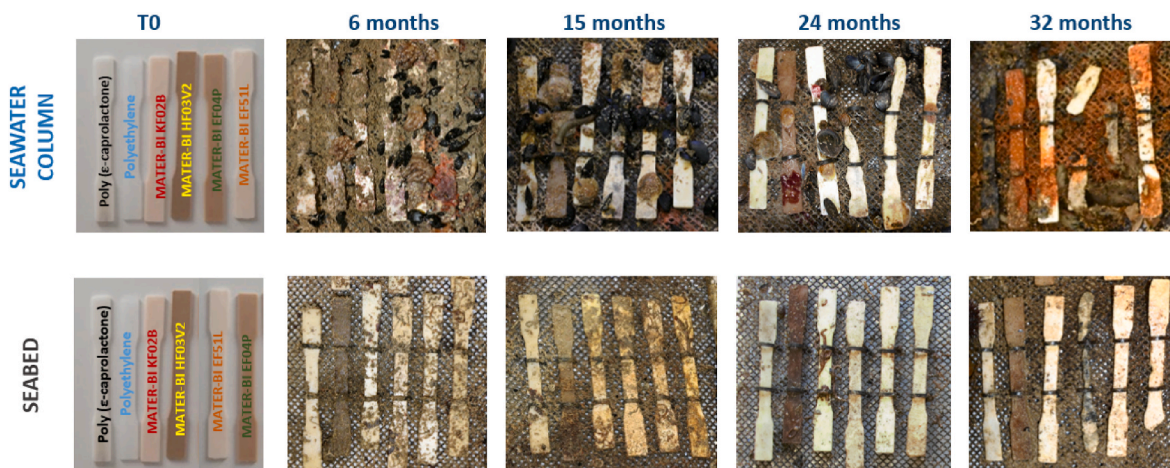 T0
6 months
15 months
24 months
32 months
SEAWATER
COLUMN
Poly (ε-caprolactone)
Polyethylene
MATER-BI KF02B
MATER-BI HF03V2
MATER-BI EF04P
MATER-BI EF51L
SEABED
Poly (ε-caprolactone)
Polyethylene
MATER-BI KF02B
MATER-BI HF03V2
MATER-BI EF51L
MATER-BI EF04P